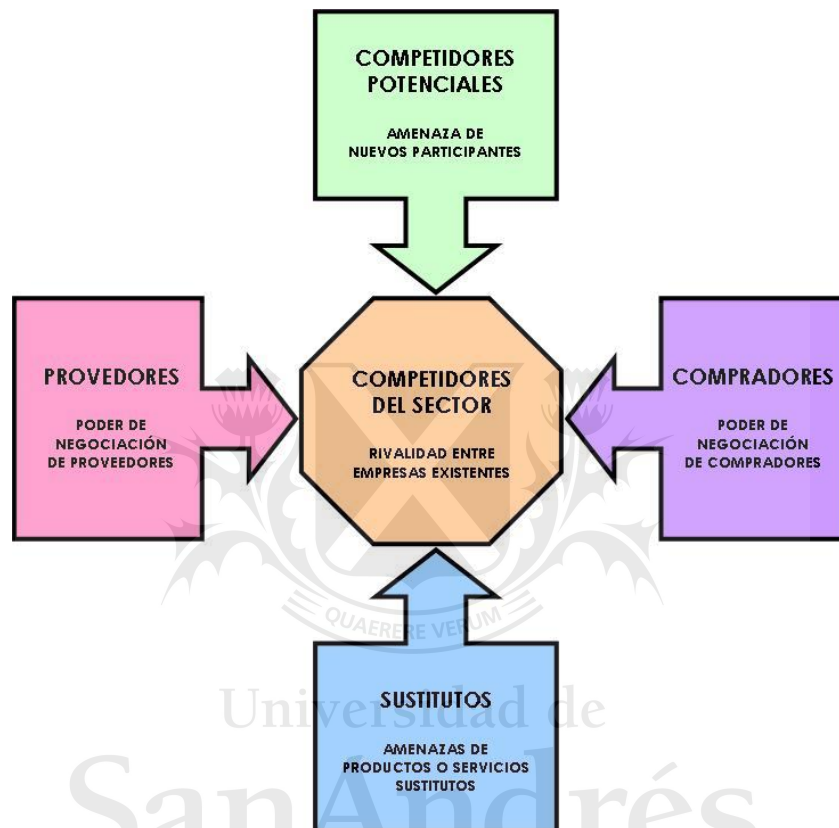 COMPETIDORES
POTENCIALES
AMENAZA DE
NUEVOS PARTICIPANTES
PROVEDORES
PODER DE
NEGOCIACIÓN
DE PROVEEDORES
COMPETIDORES
DEL SECTOR
RIVALIDAD ENTRE
EMPRESAS EXISTENTES
COMPRADORES
PODER DE
NEGOCIACIÓN
DE COMPRADORES
QUAERERE VERUM
SUSTITUTOS
AMENAZAS DE
PRODUCTOS O SERVICIOS
SUSTITUTOS
Universidad de
SanAndrés